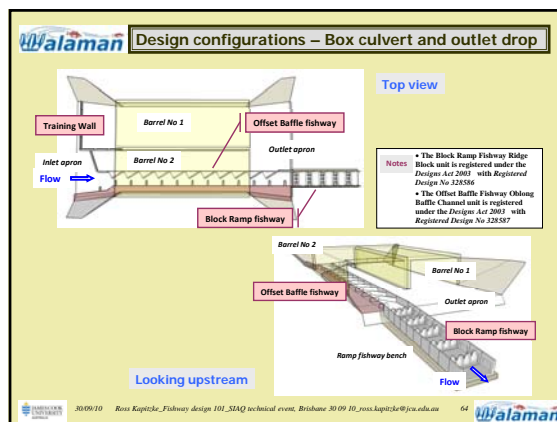 Walaman
Design configurations – Box culvert and outlet drop
Top view
Barrel No 1
Offset Baffle fishway
Training Wall
Outlet apron
Inlet apron
Barrel No 2
Flow
Block Ramp fishway
Notes
• The Block Ramp Fishway Ridge
Block unit is registered under the
Designs Act 2003 with Registered
Design No 328586
• The Offset Baffle Fishway Oblong
Baffle Channel unit is registered
under the Designs Act 2003 with
Registered Design No 328587
Barrel No 2
Barrel No 1
Offset Baffle fishway
Outlet apron
Block Ramp fishway
Ramp fishway bench
Looking upstream
Flow
JAMES COOK
UNIVERSITY
AUSTRALIA
30/09/10 Ross Kapitzke_Fishway design 101_SIAQ technical event, Brisbane 30 09 10_ross.kapitzke@jcu.edu.au 64
Walaman